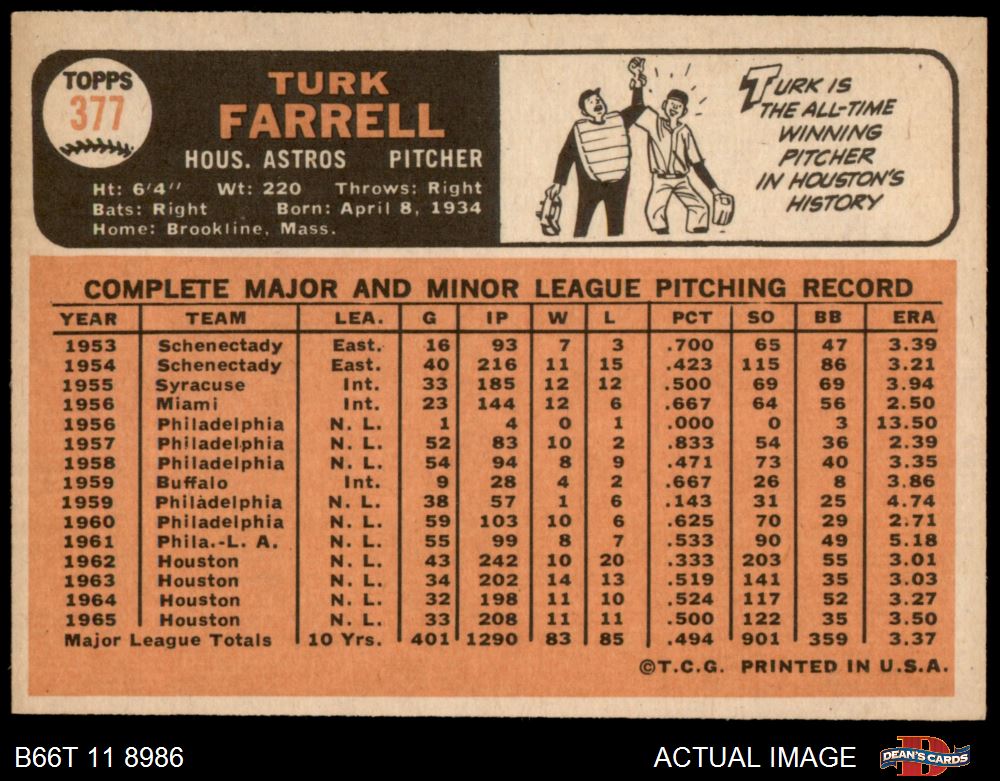 TOPPS
377
TURK
FARRELL
HOUS. ASTROS PITCHER
Ht: 6'4" Wt: 220 Throws: Right
Bats: Right Born: April 8, 1934
Home: Brookline, Mass.
TURK IS
THE ALL-TIME
WINNING
PITCHER
IN HOUSTON'S
HISTORY
COMPLETE MAJOR AND MINOR LEAGUE PITCHING RECORD
YEAR TEAM LEA. G IP W L PCT SO BB ERA
1953 Schenectady East. 16 93 7 3 .700 65 47 3.39
1954 Schenectady East. 40 216 11 15 .423 115 86 3.21
1955 Syracuse Int. 33 185 12 12 .500 69 69 3.94
1956 Miami Int. 23 144 12 6 .667 64 56 2.50
1956 Philadelphia N. L. 1 4 0 1 .000 0 3 13.50
1957 Philadelphia N. L. 52 83 10 2 .833 54 36 2.39
1958 Philadelphia N. L. 54 94 8 9 .471 73 40 3.35
1959 Buffalo Int. 9 28 4 2 .667 26 8 3.86
1959 Philadelphia N. L. 38 57 1 6 .143 31 25 4.74
1960 Philadelphia N. L. 59 103 10 6 .625 70 29 2.71
1961 Phila.-L. A. N. L. 55 99 8 7 .533 90 49 5.18
1962 Houston N. L. 43 242 10 20 .333 203 55 3.01
1963 Houston N. L. 34 202 14 13 .519 141 35 3.03
1964 Houston N. L. 32 198 11 10 .524 117 52 3.27
1965 Houston N. L. 33 208 11 11 .500 122 35 3.50
Major League Totals 10 Yrs. 401 1290 83 85 .494 901 359 3.37
©T.C.G. PRINTED IN U.S.A.
B66T 11 8986 ACTUAL IMAGE DEAN'S CARDS